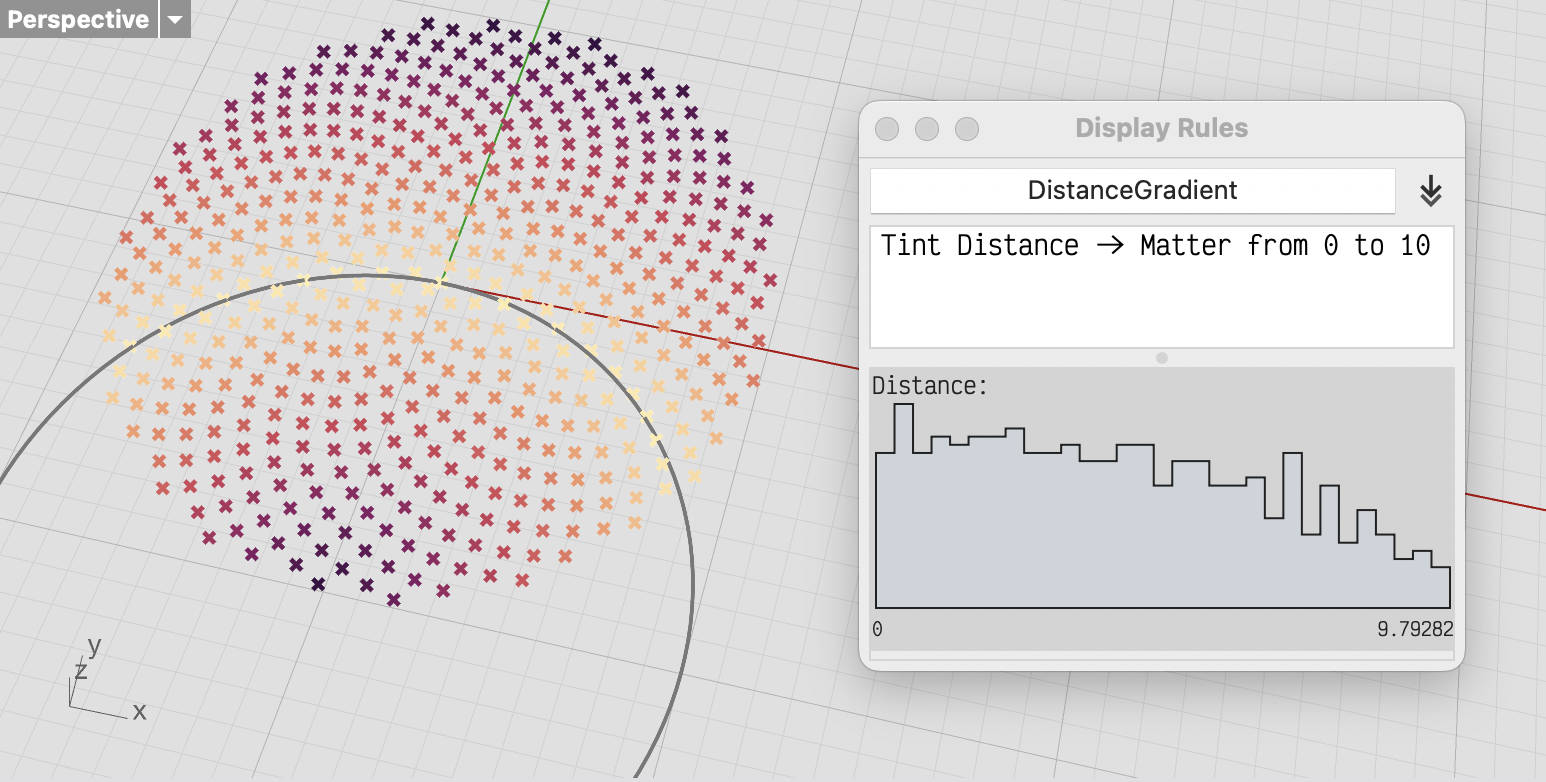 Perspective
Display Rules
DistanceGradient
Tint Distance → Matter from 0 to 10
Distance:
0
9.79282
y
z
x